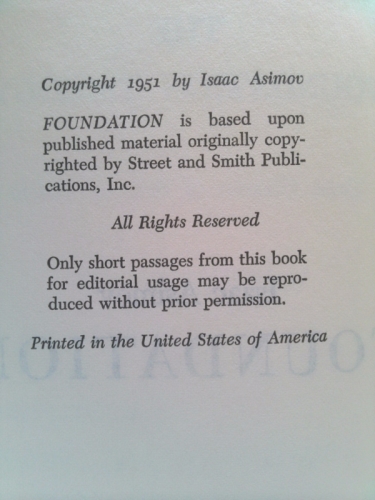 Copyright 1951 by Isaac Asimov
FOUNDATION is based upon
published material originally copy-
righted by Street and Smith Publi-
cations, Inc.
All Rights Reserved
Only short passages from this book
for editorial usage may be repro-
duced without prior permission.
Printed in the United States of America